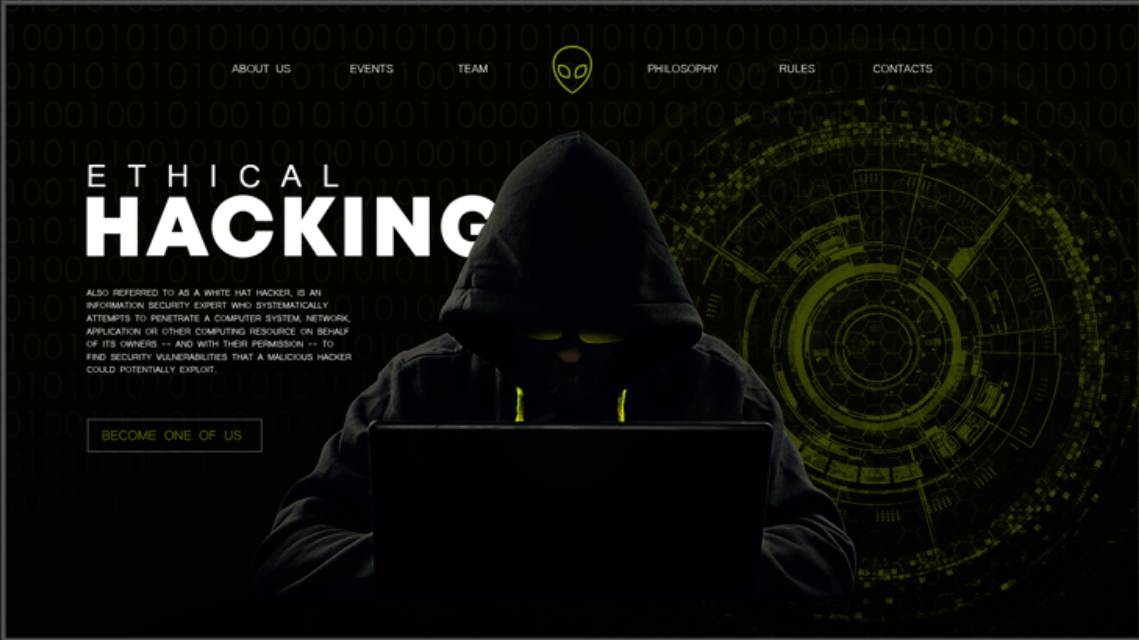 ABOUT US EVENTS TEAM PHILOSOPHY RULES CONTACTS
ETHICAL
HACKING
ALSO REFERRED TO AS A WHITE HAT HACKER, IS AN
INFORMATION SECURITY EXPERT WHO SYSTEMATICALLY
ATTEMPTS TO PENETRATE A COMPUTER SYSTEM, NETWORK,
APPLICATION OR OTHER COMPUTING RESOURCE ON BEHALF
OF ITS OWNERS -- AND WITH THEIR PERMISSION -- TO
FIND SECURITY VULNERABILITIES THAT A MALICIOUS HACKER
COULD POTENTIALLY EXPLOIT.
BECOME ONE OF US